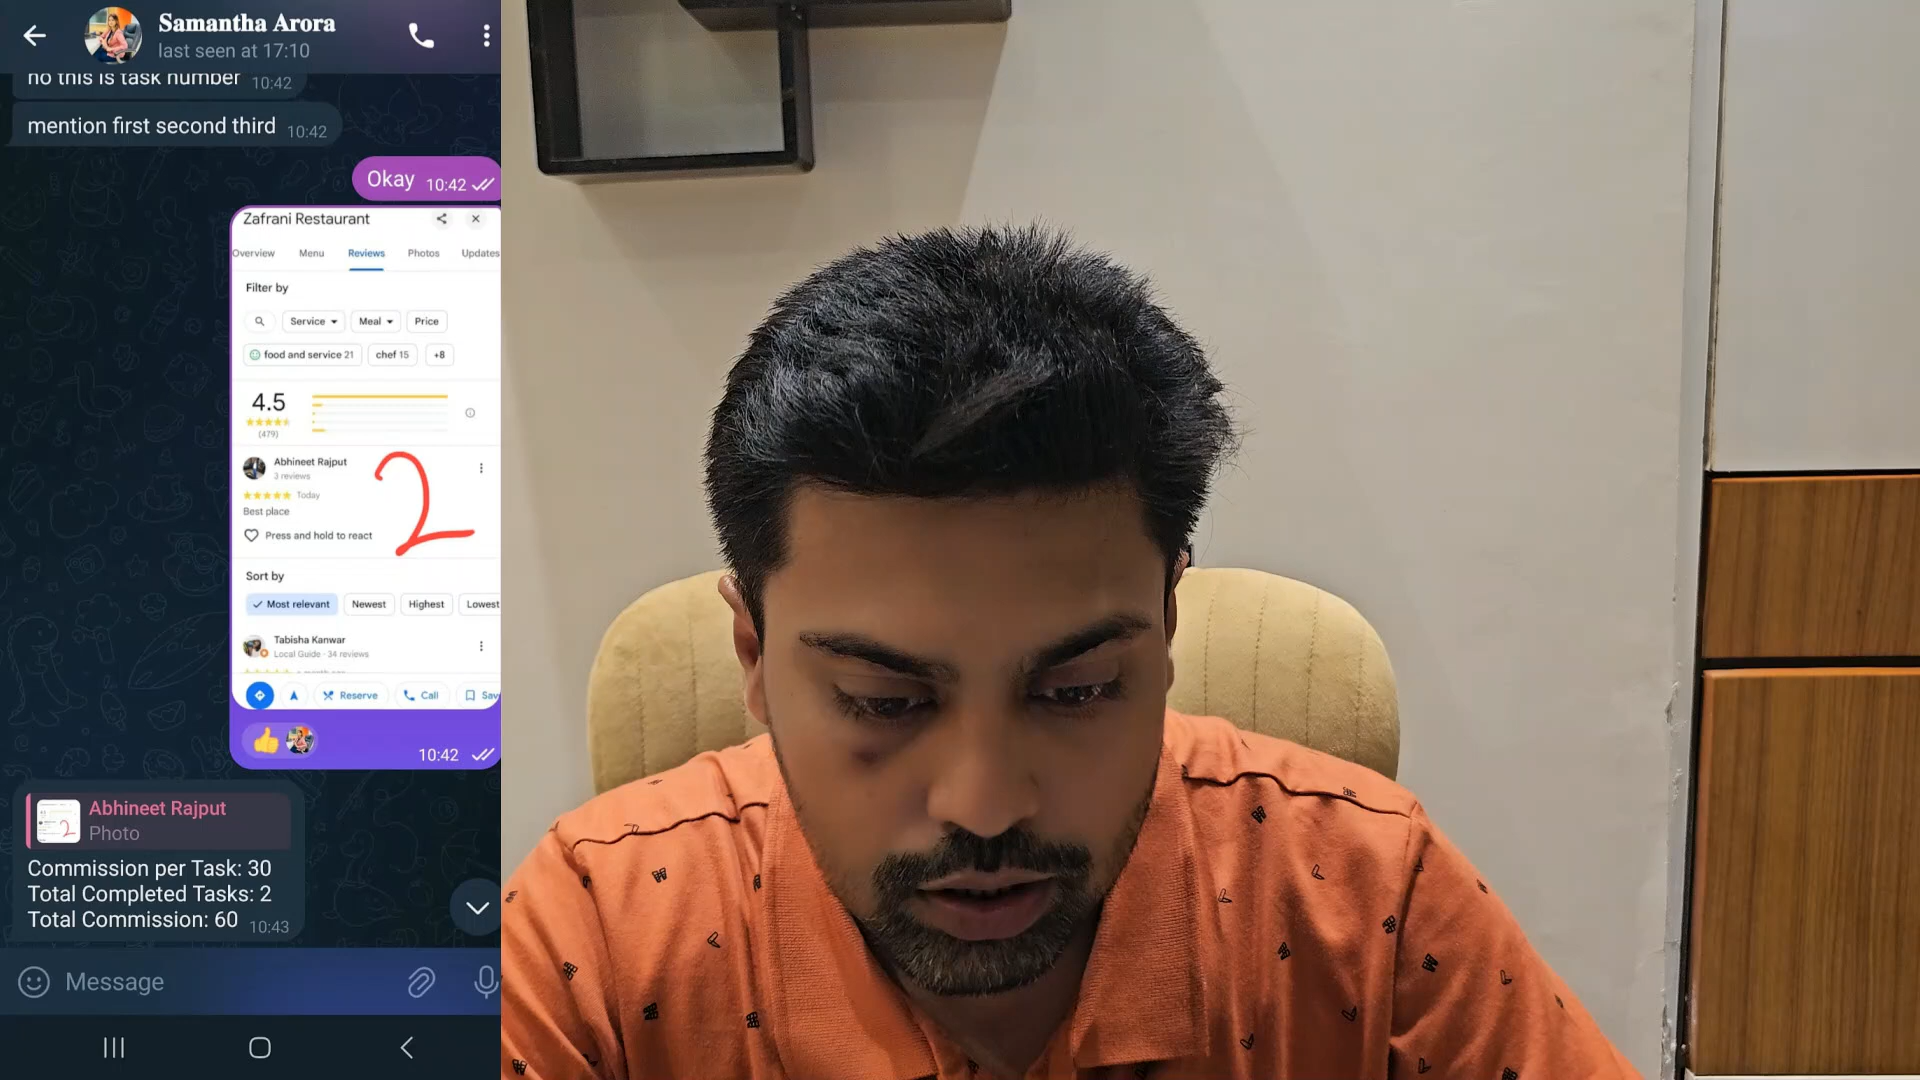 Samantha Arora
last seen at 17:10
no this is task number 10:42
mention first second third 10:42
Okay 10:42
Zafrani Restaurant
Overview Menu Reviews Photos Updates
Filter by
Service Meal Price
food and service 21 chef 15 +8
4.5
(479)
Abhineet Rajput
3 reviews
Today
Best place
Press and hold to react
2
Sort by
Most relevant Newest Highest Lowest
Tabisha Kanwar
Local Guide · 34 reviews
Reserve Call Sav
10:42
Abhineet Rajput
Photo
Commission per Task: 30
Total Completed Tasks: 2
Total Commission: 60 10:43
Message